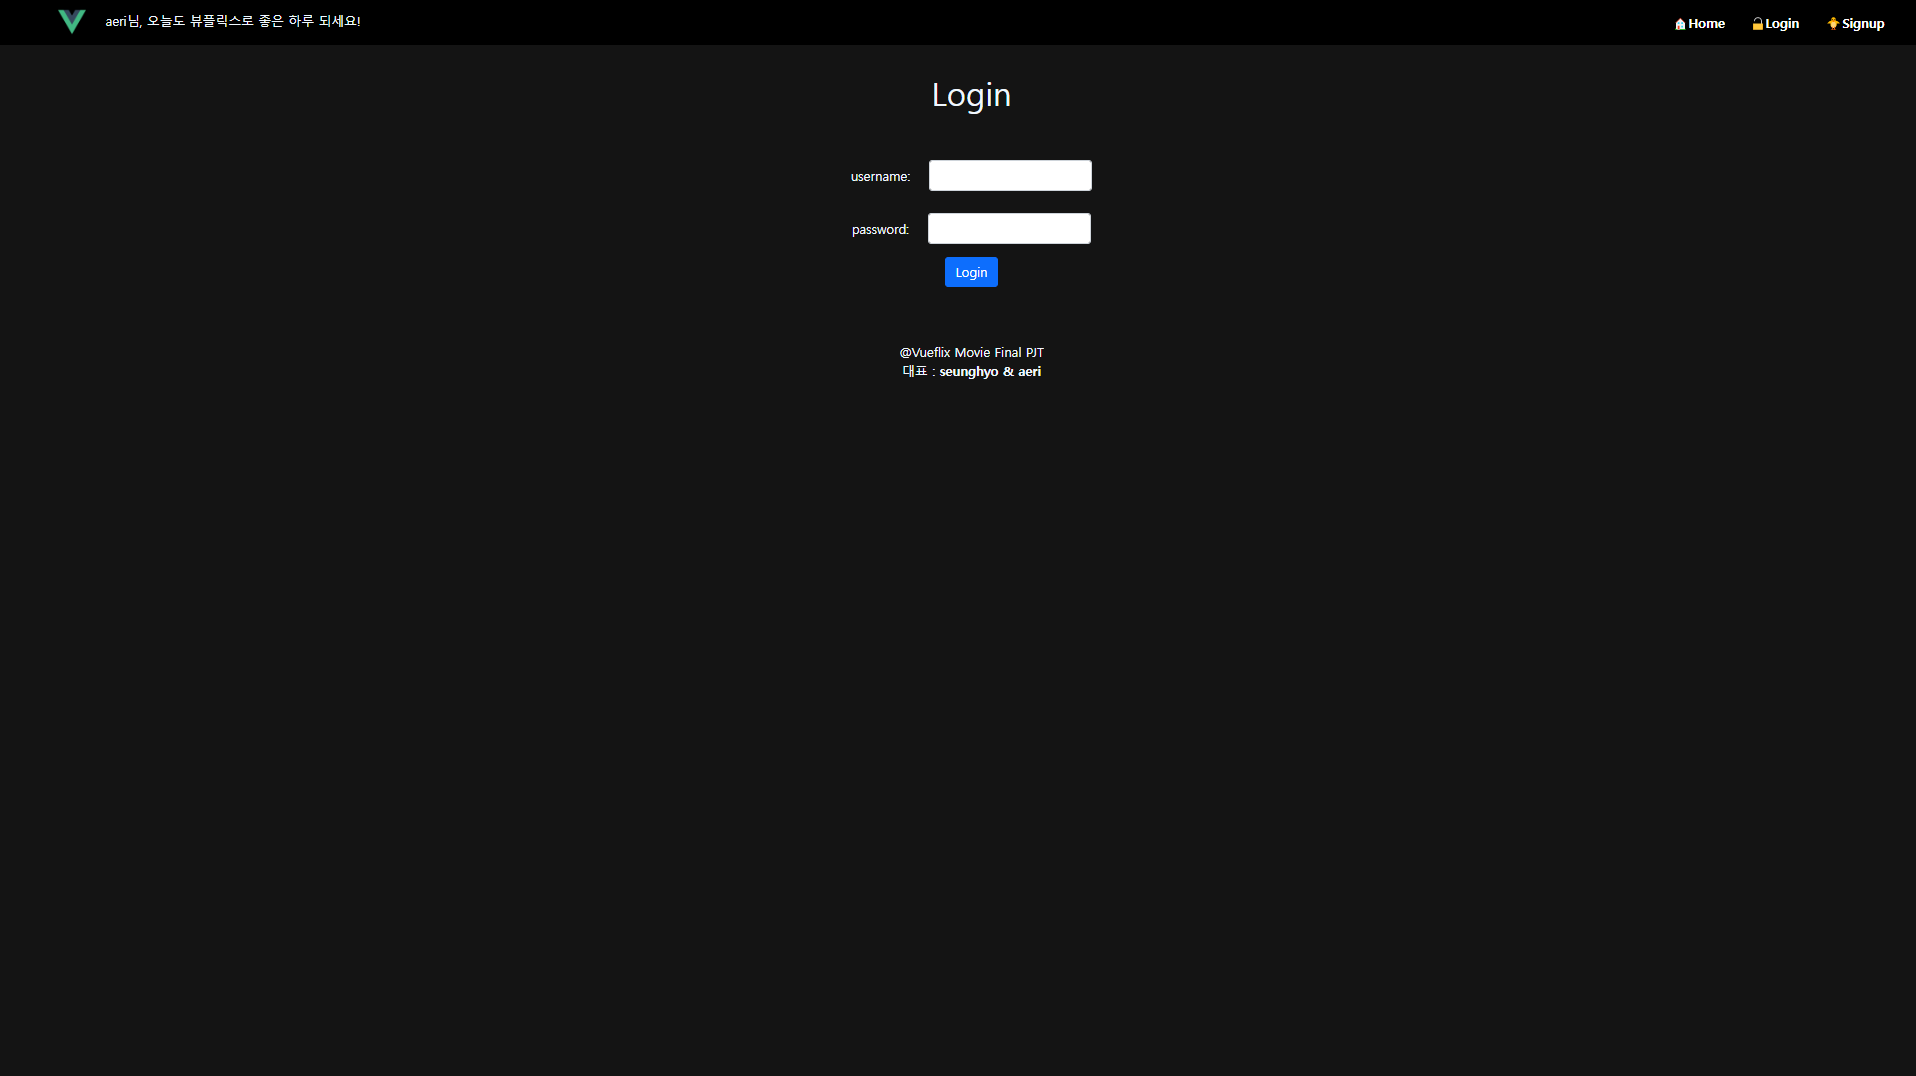 aeri님, 오늘도 뷰플릭스로 좋은 하루 되세요!
Home Login Signup
Login
username:
password:
Login
@Vueflix Movie Final PJT
대표 : seunghyo & aeri